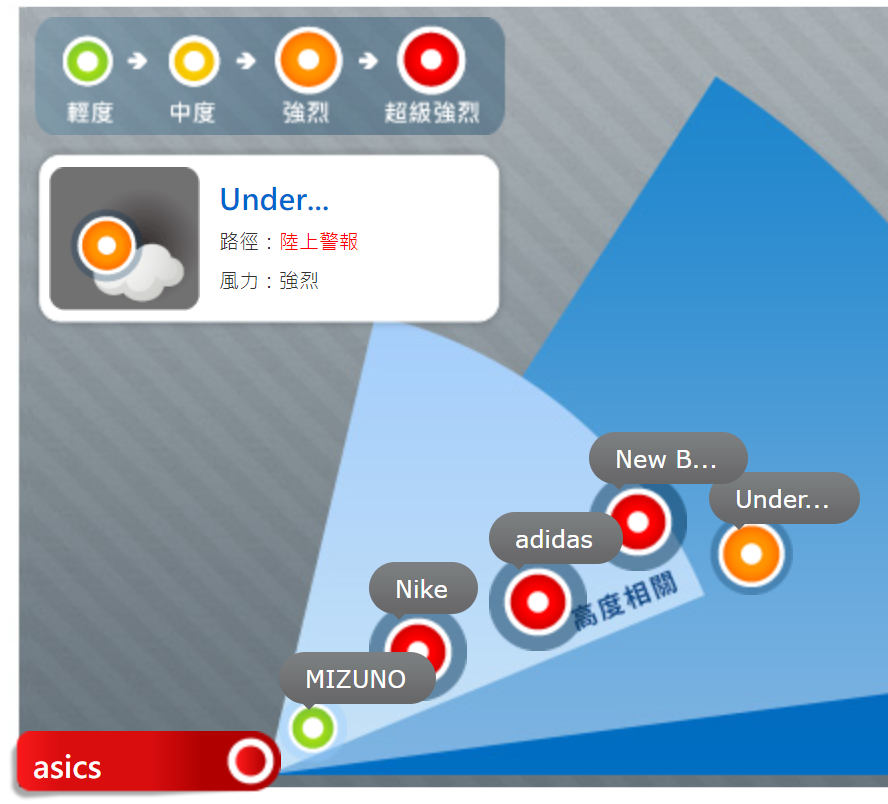 輕度
中度
強烈
超級強烈
Under...
路徑：陸上警報
風力：強烈
New B...
Under...
adidas
Nike
高度相關
MIZUNO
asics